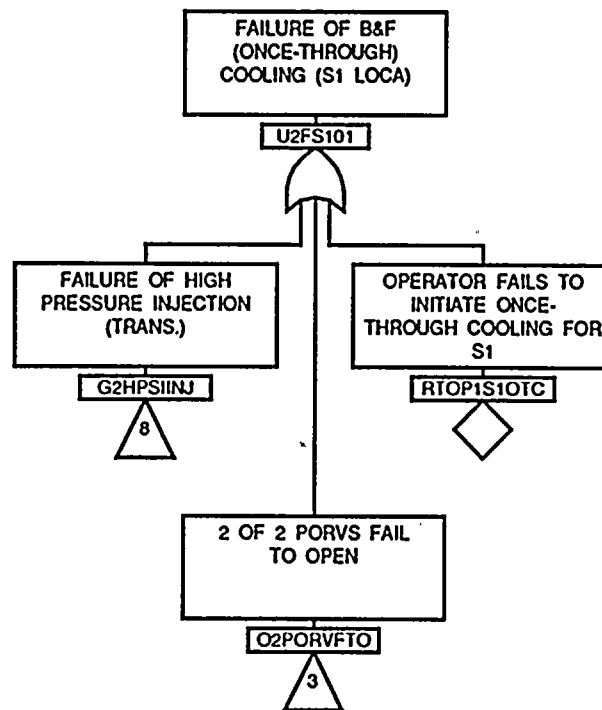 FAILURE OF B&F
(ONCE-THROUGH)
COOLING (S1 LOCA)
U2FS101
FAILURE OF HIGH
PRESSURE INJECTION
(TRANS.)
G2HPSIINJ
8
OPERATOR FAILS TO
INITIATE ONCE-
THROUGH COOLING FOR
S1
RTOP1S1OTC
2 OF 2 PORVS FAIL
TO OPEN
O2PORVFTO
3